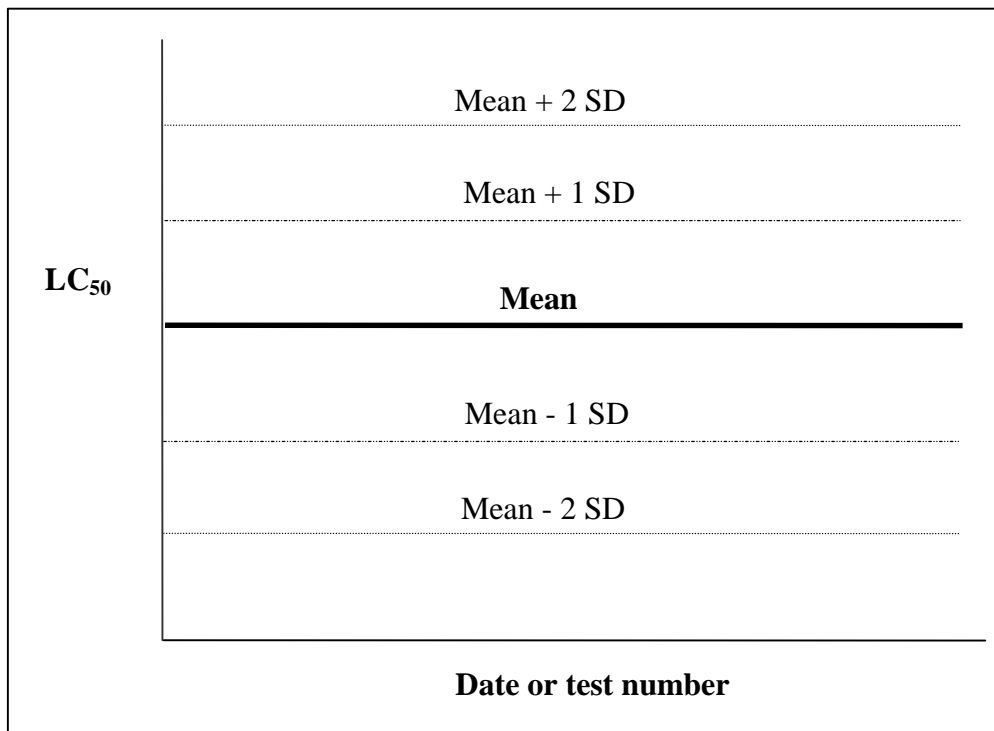 Mean + 2 SD
Mean + 1 SD
LC50
Mean
Mean - 1 SD
Mean - 2 SD
Date or test number